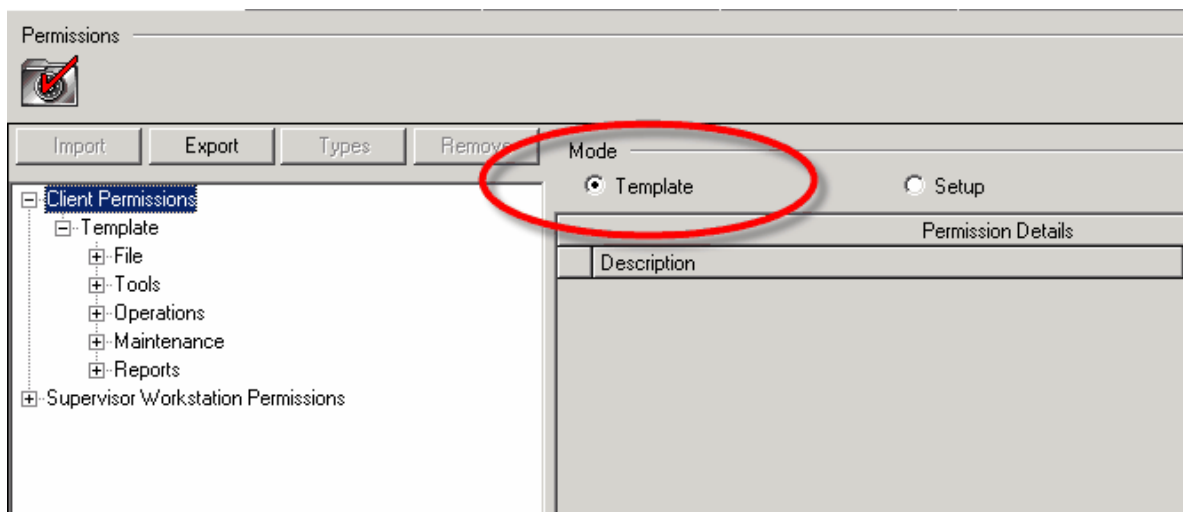 Permissions
Import Export Types Remove
Mode
Template Setup
Client Permissions
Template
File
Tools
Operations
Maintenance
Reports
Supervisor Workstation Permissions
Permission Details
Description